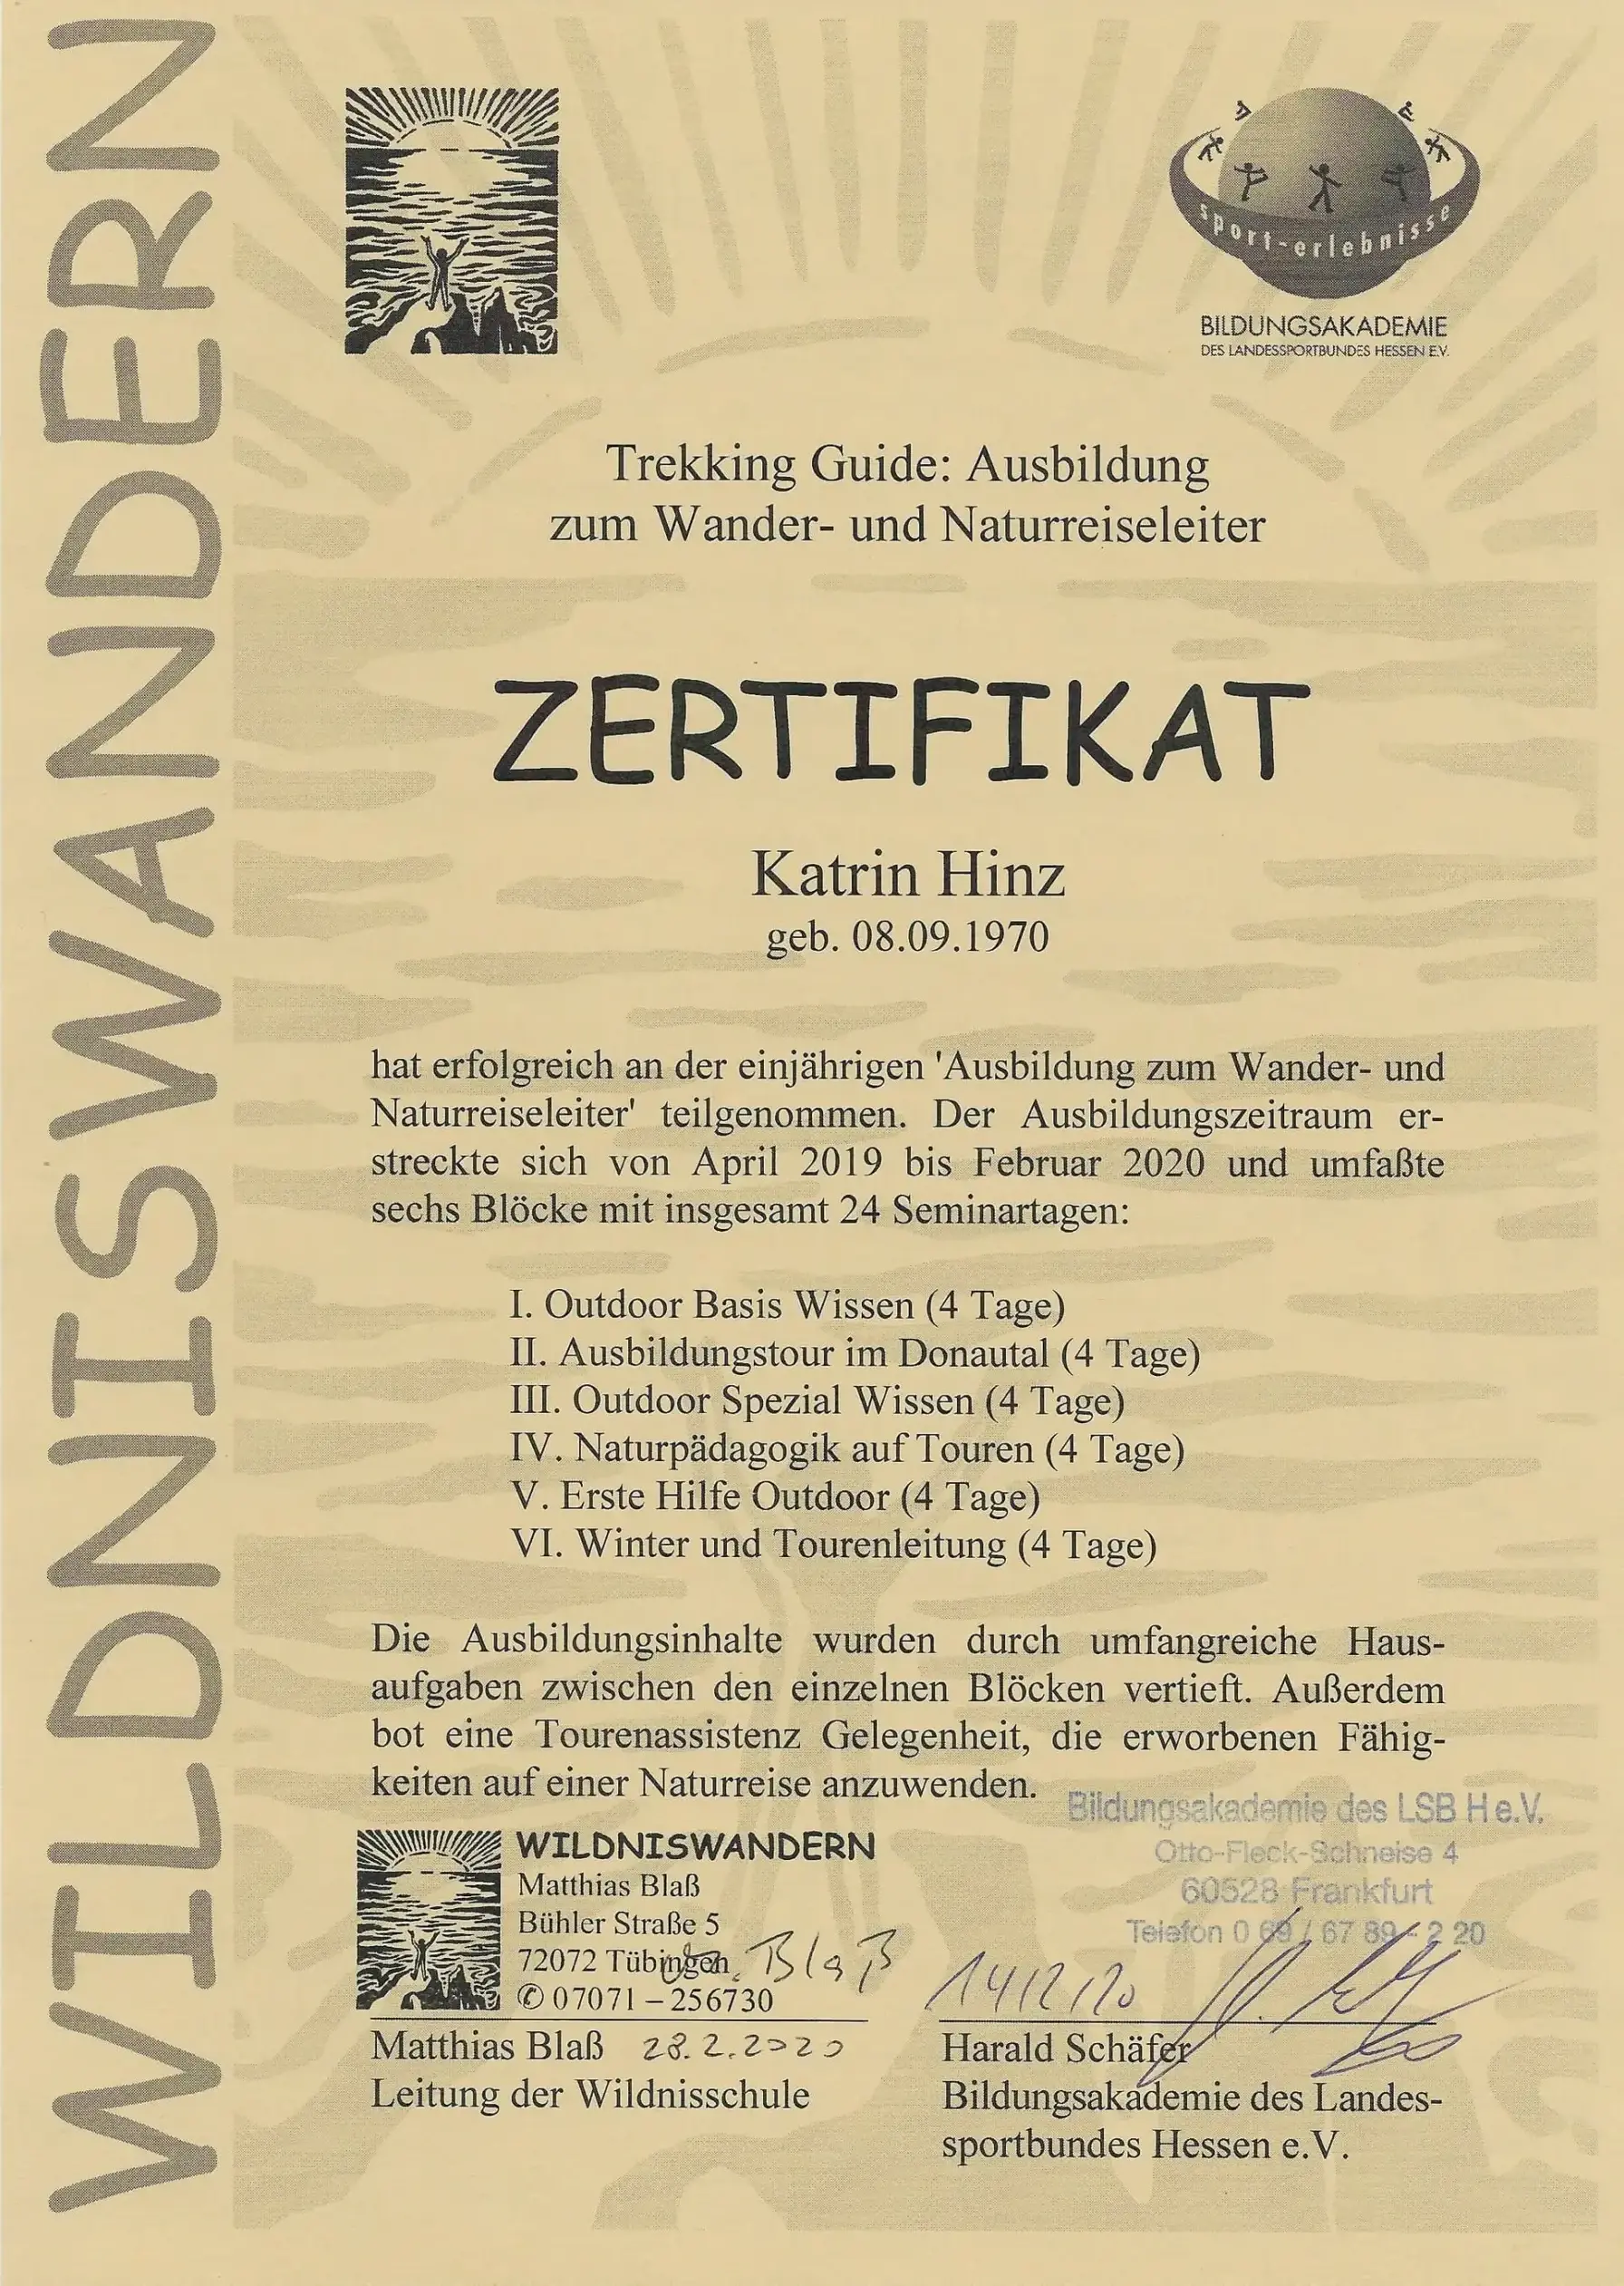 WILDNISWANDERN
sport-erlebnisse
BILDUNGSAKADEMIE
DES LANDESSPORTBUNDES HESSEN E.V.
Trekking Guide: Ausbildung
zum Wander- und Naturreiseleiter
ZERTIFIKAT
Katrin Hinz
geb. 08.09.1970
hat erfolgreich an der einjährigen 'Ausbildung zum Wander- und
Naturreiseleiter' teilgenommen. Der Ausbildungszeitraum er-
streckte sich von April 2019 bis Februar 2020 und umfaßte
sechs Blöcke mit insgesamt 24 Seminartagen:
I. Outdoor Basis Wissen (4 Tage)
II. Ausbildungstour im Donautal (4 Tage)
III. Outdoor Spezial Wissen (4 Tage)
IV. Naturpädagogik auf Touren (4 Tage)
V. Erste Hilfe Outdoor (4 Tage)
VI. Winter und Tourenleitung (4 Tage)
Die Ausbildungsinhalte wurden durch umfangreiche Haus-
aufgaben zwischen den einzelnen Blöcken vertieft. Außerdem
bot eine Tourenassistenz Gelegenheit, die erworbenen Fähig-
keiten auf einer Naturreise anzuwenden.
WILDNISWANDERN
Matthias Blaß
Bühler Straße 5
72072 Tübingen
✆ 07071 – 256730
Blaß
Matthias Blaß 28.2.2020
Leitung der Wildnisschule
Bildungsakademie des LSB H e.V.
Otto-Fleck-Schneise 4
60528 Frankfurt
Telefon 0 69 / 67 89 - 2 20
Harald Schäfer
Bildungsakademie des Landes-
sportbundes Hessen e.V.